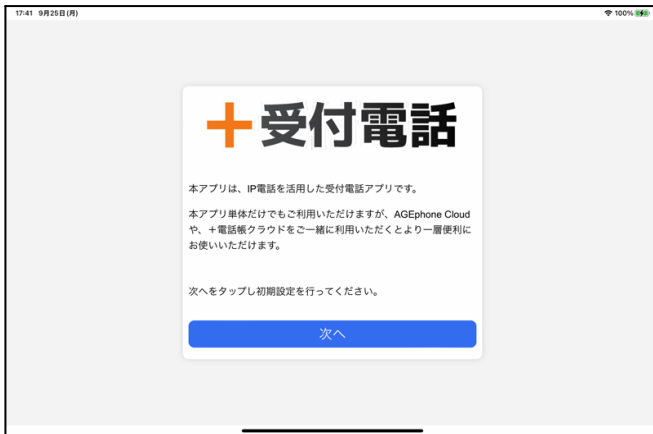 17:41 9月25日(月)
100%
+受付電話
本アプリは、IP電話を活用した受付電話アプリです。
本アプリ単体だけでもご利用いただけますが、AGEphone Cloud
や、+電話帳クラウドをご一緒に利用いただくとより一層便利に
お使いいただけます。
次へをタップし初期設定を行ってください。
次へ